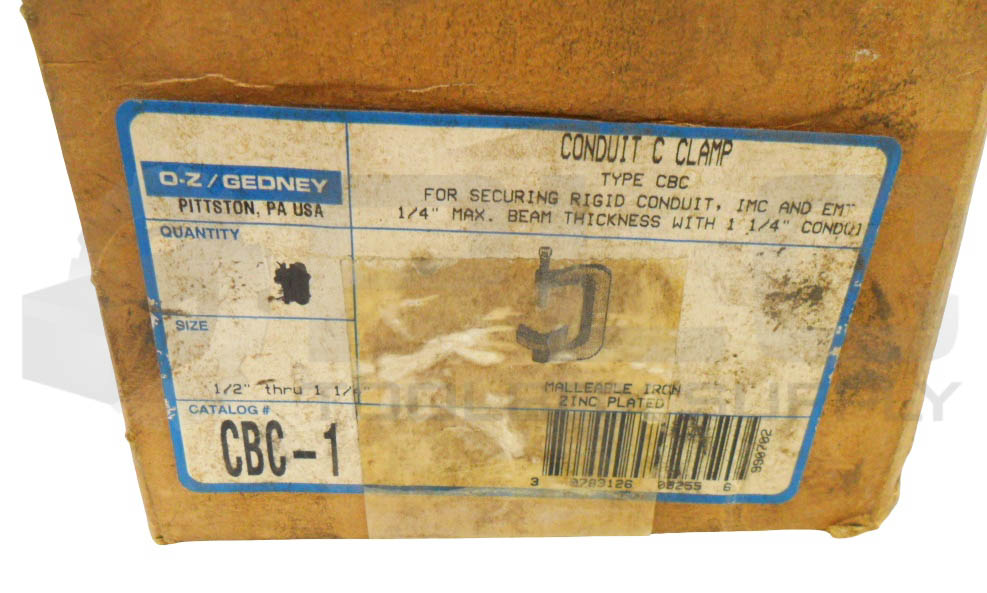 CONDUIT C CLAMP
TYPE CBC
FOR SECURING RIGID CONDUIT, IMC AND EMT
1/4" MAX. BEAM THICKNESS WITH 1 1/4" CONDUI
O-Z/GEDNEY
PITTSTON, PA USA
QUANTITY
SIZE
1/2" thru 1 1/4"
MALLEABLE IRON
ZINC PLATED
CATALOG #
CBC-1
3 0783126 08255 6
990702